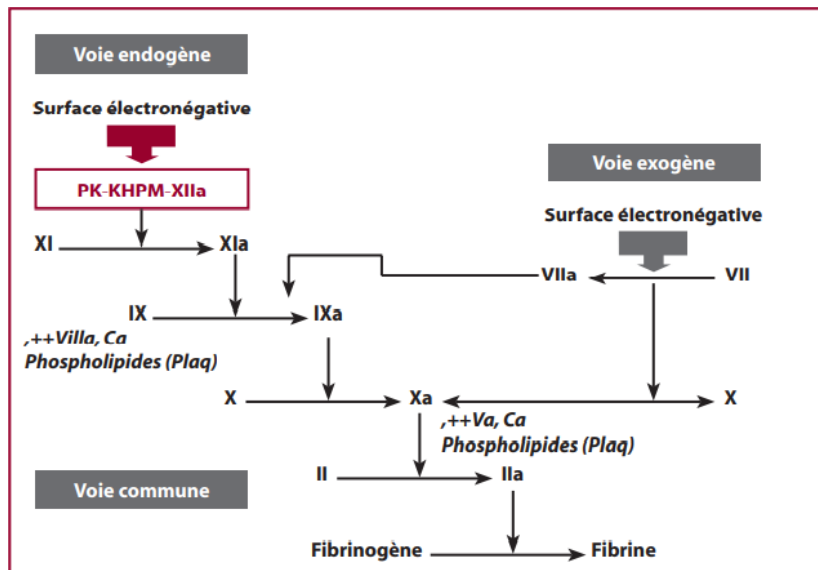 Voie endogène
Surface électronégative
PK-KHPM-XIIa
XI XIa
Voie exogène
Surface électronégative
VIIa VII
IX IXa
,++Villa, Ca
Phospholipides (Plaq)
X Xa X
,++Va, Ca
Phospholipides (Plaq)
II IIa
Voie commune
Fibrinogène Fibrine